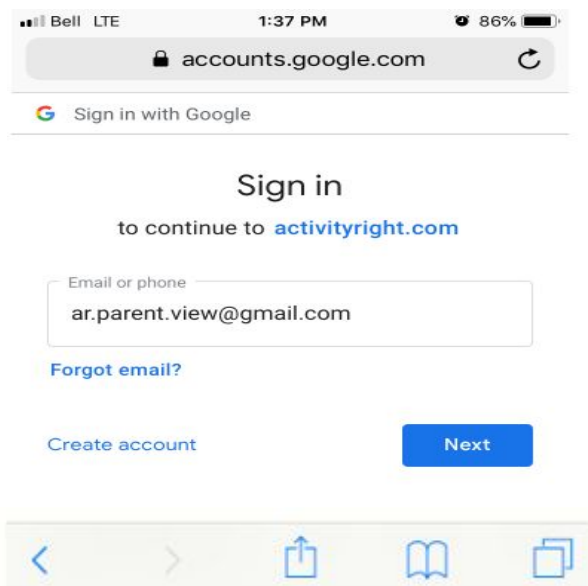 Bell LTE 1:37 PM 86%
accounts.google.com
G Sign in with Google
Sign in
to continue to activityright.com
Email or phone
ar.parent.view@gmail.com
Forgot email?
Create account Next